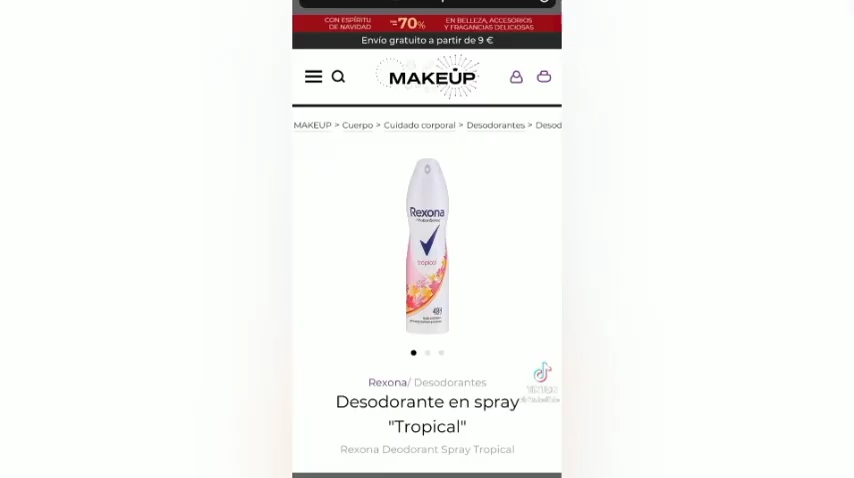 CON ESPÍRITU
DE NAVIDAD
-70%
EN BELLEZA, ACCESORIOS
Y FRAGANCIAS DELICIOSAS
Envío gratuito a partir de 9 €
MAKEUP
MAKEUP > Cuerpo > Cuidado corporal > Desodorantes > Desod
Rexona
tropical
48h
Rexona/ Desodorantes
Desodorante en spray
"Tropical"
Rexona Deodorant Spray Tropical